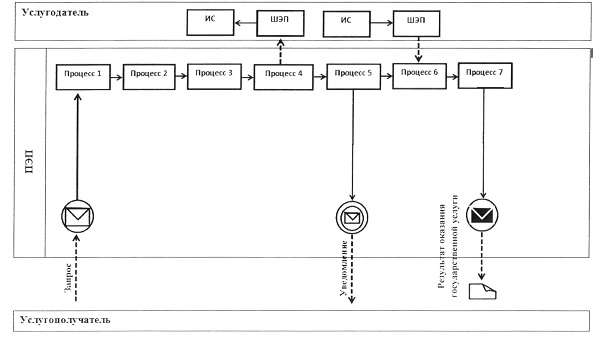 Услугодатель
ИС
ШЭП
ИС
ШЭП
Процесс 1
Процесс 2
Процесс 3
Процесс 4
Процесс 5
Процесс 6
Процесс 7
ПЭП
Запрос
Уведомление
Результат оказания
государственной услуги
Услугополучатель